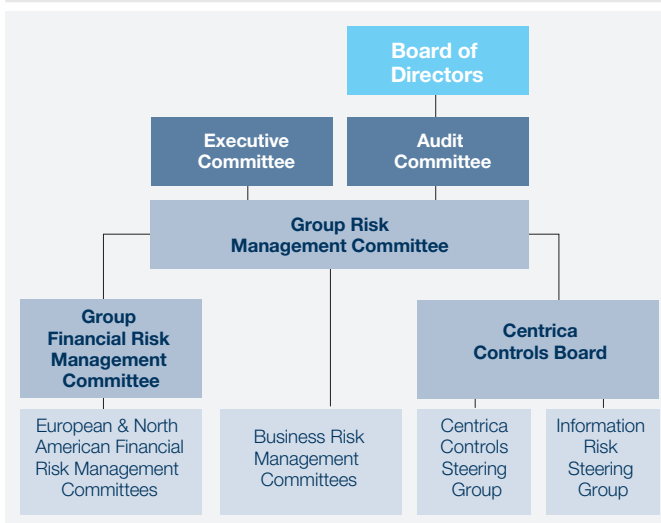 Board of
Directors
Executive
Committee
Audit
Committee
Group Risk
Management Committee
Group
Financial Risk
Management
Committee
Centrica
Controls Board
European & North
American Financial
Risk Management
Committees
Business Risk
Management
Committees
Centrica
Controls
Steering
Group
Information
Risk
Steering
Group